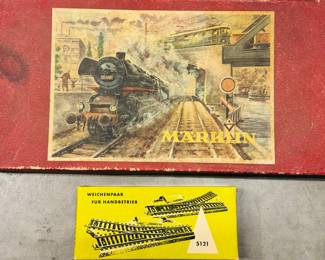 MÄRKLIN
WEICHENPAAR
FÜR HANDBETRIEB
5121